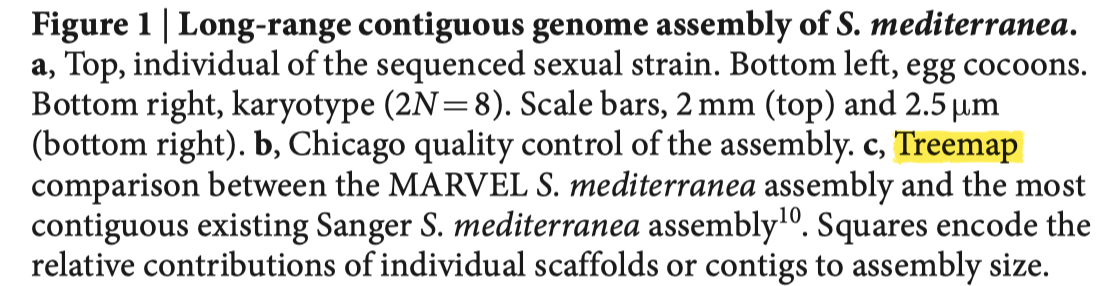 Figure 1 | Long-range contiguous genome assembly of S. mediterranea.
a, Top, individual of the sequenced sexual strain. Bottom left, egg cocoons.
Bottom right, karyotype (2N=8). Scale bars, 2 mm (top) and 2.5 μm
(bottom right). b, Chicago quality control of the assembly. c, Treemap
comparison between the MARVEL S. mediterranea assembly and the most
contiguous existing Sanger S. mediterranea assembly¹⁰. Squares encode the
relative contributions of individual scaffolds or contigs to assembly size.